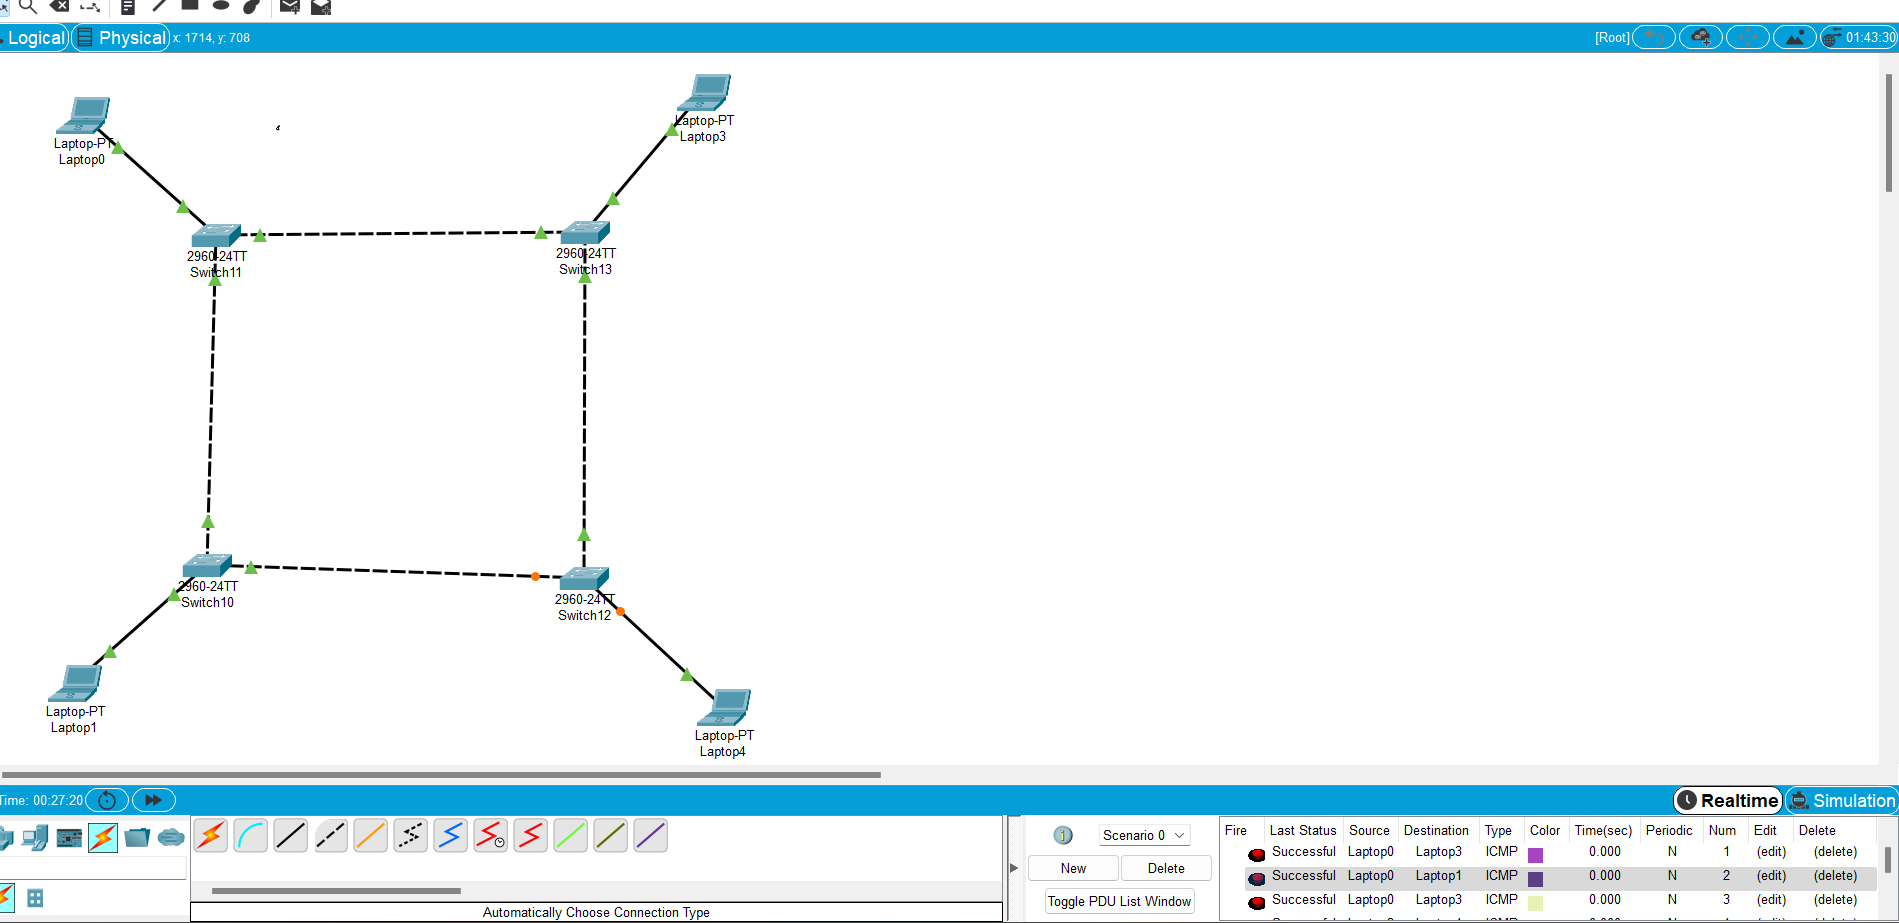 Logical Physical x: 1714, y: 708 [Root] 01:43:30
Laptop-PT
Laptop0
Laptop-PT
Laptop3
2960-24TT
Switch11
2960-24TT
Switch13
2960-24TT
Switch10
2960-24TT
Switch12
Laptop-PT
Laptop1
Laptop-PT
Laptop4
Time: 00:27:20 Realtime Simulation
Scenario 0
New Delete
Toggle PDU List Window
Automatically Choose Connection Type
Fire Last Status Source Destination Type Color Time(sec) Periodic Num Edit Delete
Successful Laptop0 Laptop3 ICMP 0.000 N 1 (edit) (delete)
Successful Laptop0 Laptop1 ICMP 0.000 N 2 (edit) (delete)
Successful Laptop0 Laptop3 ICMP 0.000 N 3 (edit) (delete)